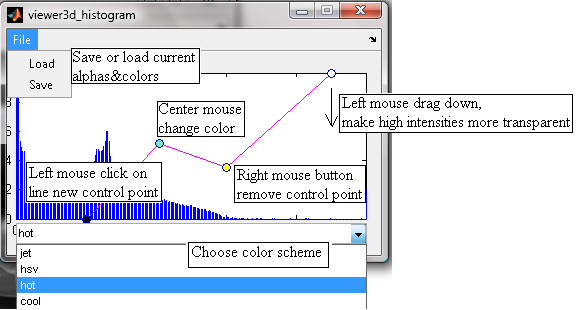 viewer3d_histogram
File
Load
Save
Save or load current
alphas&colors
Center mouse
change color
Left mouse drag down,
make high intensities more transparent
Left mouse click on
line new control point
Right mouse button
remove control point
8
6
4
2
0
hot
Choose color scheme
jet
hsv
hot
cool